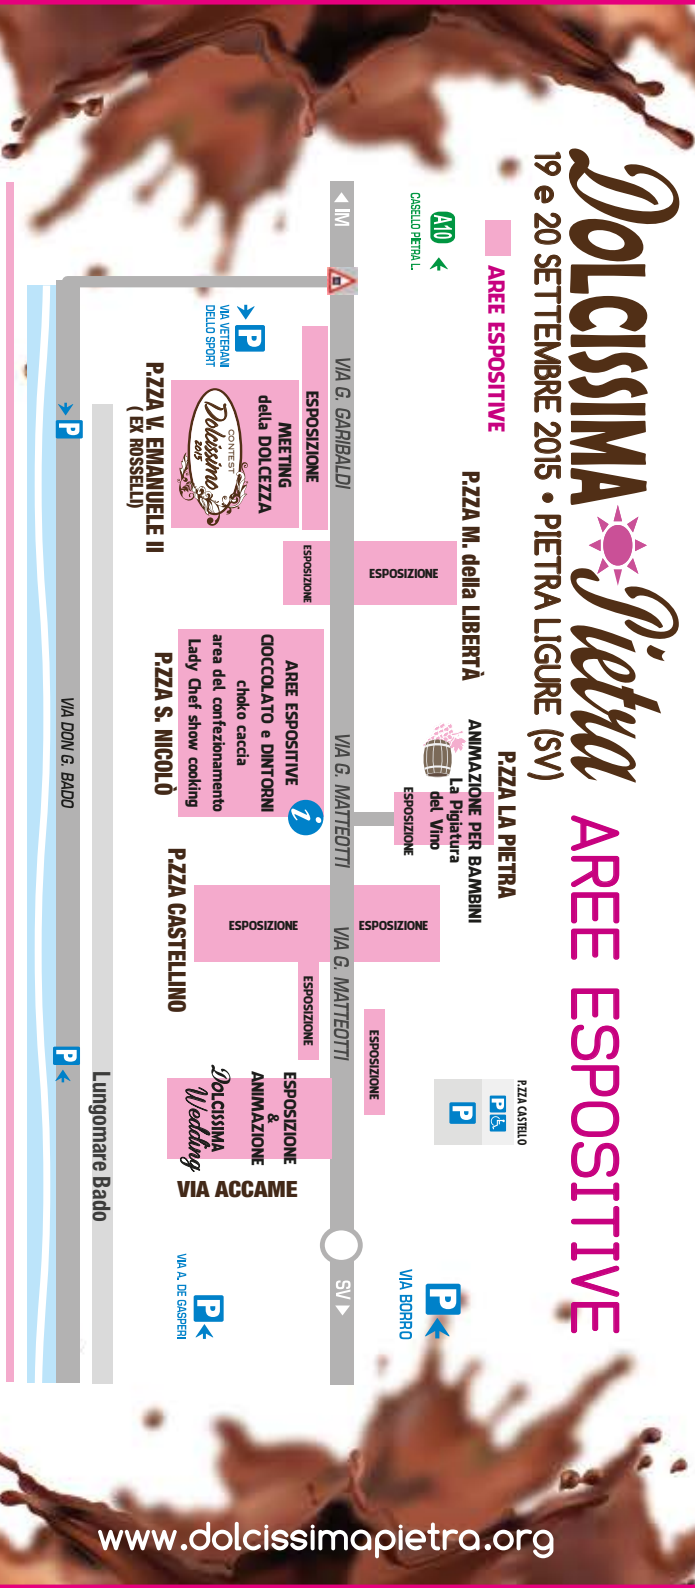 Dolcissima Pietra
19 e 20 SETTEMBRE 2015 • PIETRA LIGURE (SV)
AREE ESPOSITIVE
AREE ESPOSITIVE
A10
CASELLO PIETRA L.
IM
VIA G. GARIBALDI
VIA G. MATTEOTTI
VIA G. MATTEOTTI
SV
P
VIA VETERANI
DELLO SPORT
ESPOSIZIONE
MEETING
della DOLCEZZA
CONTEST
Dolcissimo
2015
P.ZZA V. EMANUELE II
( EX ROSSELLI)
P.ZZA M. della LIBERTÀ
ESPOSIZIONE
ESPOSIZIONE
AREE ESPOSITIVE
CIOCCOLATO e DINTORNI
choko caccia
area del confezionamento
Lady Chef show cooking
i
P.ZZA S. NICOLÒ
P.ZZA LA PIETRA
ANIMAZIONE PER BAMBINI
La Pigiatura
del Vino
ESPOSIZIONE
ESPOSIZIONE
ESPOSIZIONE
P.ZZA CASTELLINO
ESPOSIZIONE
ESPOSIZIONE
P.ZZA CASTELLO
P
P
ESPOSIZIONE
&
ANIMAZIONE
DOLCISSIMA
Wedding
VIA ACCAME
P
VIA BORRO
P
VIA A. DE GASPERI
Lungomare Bado
P
VIA DON G. BADO
P
www.dolcissimapietra.org